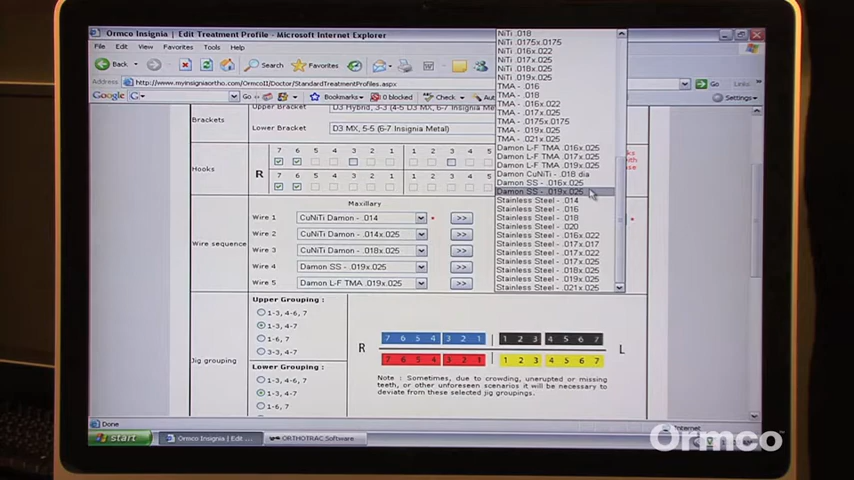 Ormco Insignia | Edit Treatment Profile - Microsoft Internet Explorer
File Edit View Favorites Tools Help
Back Search Favorites
Address http://www.myinsigniaortho.com/OrmcoII/Doctor/StandardTreatmentProfiles.aspx Go Links
Google G Bookmarks 0 blocked Check Settings
Brackets
Upper Bracket D3 Hybrid, 3-3 (4-5 D3 MX, 6-7 Insignia Metal)
Lower Bracket D3 MX, 5-5 (6-7 Insignia Metal)
Hooks
7 6 5 4 3 2 1 1 2 3 4 5
R
7 6 5 4 3 2 1 1 2 3 4 5
Maxillary
Wire sequence
Wire 1 CuNiTi Damon - .014 * >>
Wire 2 CuNiTi Damon - .014x.025 >>
Wire 3 CuNiTi Damon - .018x.025 >>
Wire 4 Damon SS - .019x.025 >>
Wire 5 Damon L-F TMA .019x.025 >>
NiTi .018
NiTi .0175x.0175
NiTi .016x.022
NiTi .017x.025
NiTi .018x.025
NiTi .019x.025
TMA - .016
TMA - .018
TMA - .016x.022
TMA - .017x.025
TMA - .0175x.0175
TMA - .019x.025
TMA - .021x.025
Damon L-F TMA .016x.025
Damon L-F TMA .017x.025
Damon L-F TMA .019x.025
Damon CuNiTi - .018 dia
Damon SS - .016x.025
Damon SS - .019x.025
Stainless Steel - .014
Stainless Steel - .016
Stainless Steel - .018
Stainless Steel - .020
Stainless Steel - .016x.022
Stainless Steel - .017x.017
Stainless Steel - .017x.022
Stainless Steel - .017x.025
Stainless Steel - .018x.025
Stainless Steel - .019x.025
Stainless Steel - .021x.025
Jig grouping
Upper Grouping :
1-3, 4-6, 7
1-3, 4-7
1-6, 7
3-3, 4-7
Lower Grouping :
1-3, 4-6, 7
1-3, 4-7
1-6, 7
R 7 6 5 4 3 2 1 1 2 3 4 5 6 7 L
7 6 5 4 3 2 1 1 2 3 4 5 6 7
Note : Sometimes, due to crowding, unerupted or missing
teeth, or other unforeseen scenarios it will be necessary to
deviate from these selected jig groupings.
Done Internet
start Ormco Insignia | Edit ... ORTHOTRAC Software
Ormco